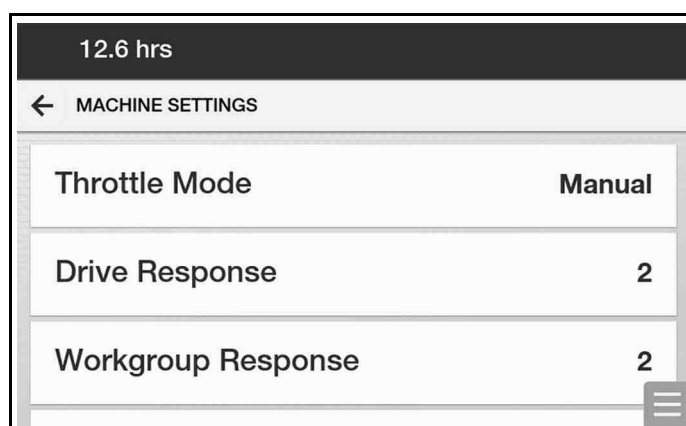 12.6 hrs
MACHINE SETTINGS
Throttle Mode Manual
Drive Response 2
Workgroup Response 2